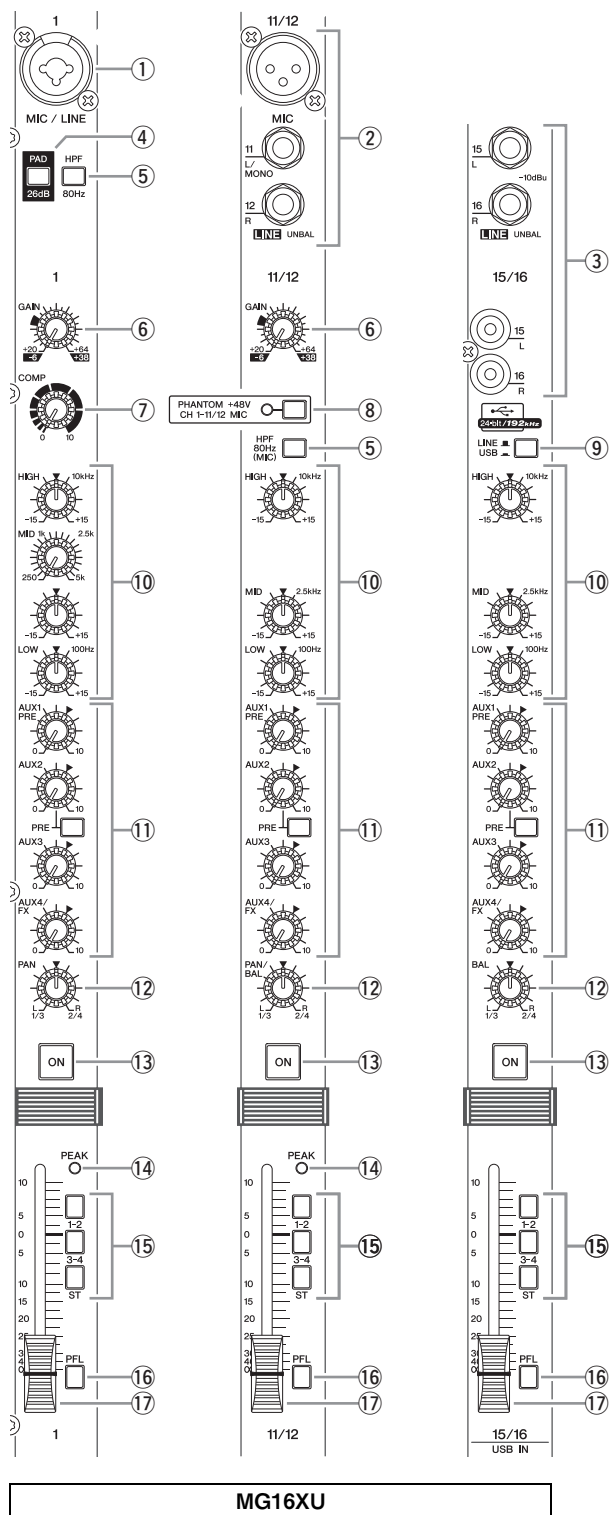 1
①
MIC / LINE
④
PAD
HPF
26dB
80Hz
⑤
1
GAIN
+20
-6
+64
+38
⑥
COMP
0
10
⑦
HIGH
10kHz
-15
+15
MID
1k
2.5k
250
5k
-15
+15
LOW
100Hz
-15
+15
⑩
AUX1
PRE
0
10
AUX2
0
10
PRE
AUX3
0
10
AUX4/
FX
0
10
⑪
PAN
L
R
1/3
2/4
⑫
ON
⑬
PEAK
⑭
10
5
0
5
10
15
20
25
1-2
3-4
ST
⑮
PFL
⑯
⑰
1
11/12
MIC
11
L/
MONO
12
R
LINE UNBAL
②
11/12
GAIN
+20
-6
+64
+38
⑥
PHANTOM +48V
CH 1-11/12 MIC
⑧
HPF
80Hz
(MIC)
⑤
HIGH
10kHz
-15
+15
MID
2.5kHz
-15
+15
LOW
100Hz
-15
+15
⑩
AUX1
PRE
0
10
AUX2
0
10
PRE
AUX3
0
10
AUX4/
FX
0
10
⑪
PAN/
BAL
L
R
1/3
2/4
⑫
ON
⑬
PEAK
⑭
10
5
0
5
10
15
20
25
1-2
3-4
ST
⑮
PFL
⑯
⑰
11/12
15
L
-10dBu
16
R
LINE UNBAL
15/16
15
L
16
R
③
24-bit/192kHz
LINE
USB
⑨
HIGH
10kHz
-15
+15
MID
2.5kHz
-15
+15
LOW
100Hz
-15
+15
⑩
AUX1
PRE
0
10
AUX2
0
10
PRE
AUX3
0
10
AUX4/
FX
0
10
⑪
BAL
L
R
1/3
2/4
⑫
ON
⑬
10
5
0
5
10
15
20
25
1-2
3-4
ST
⑮
PFL
⑯
⑰
15/16
USB IN
MG16XU